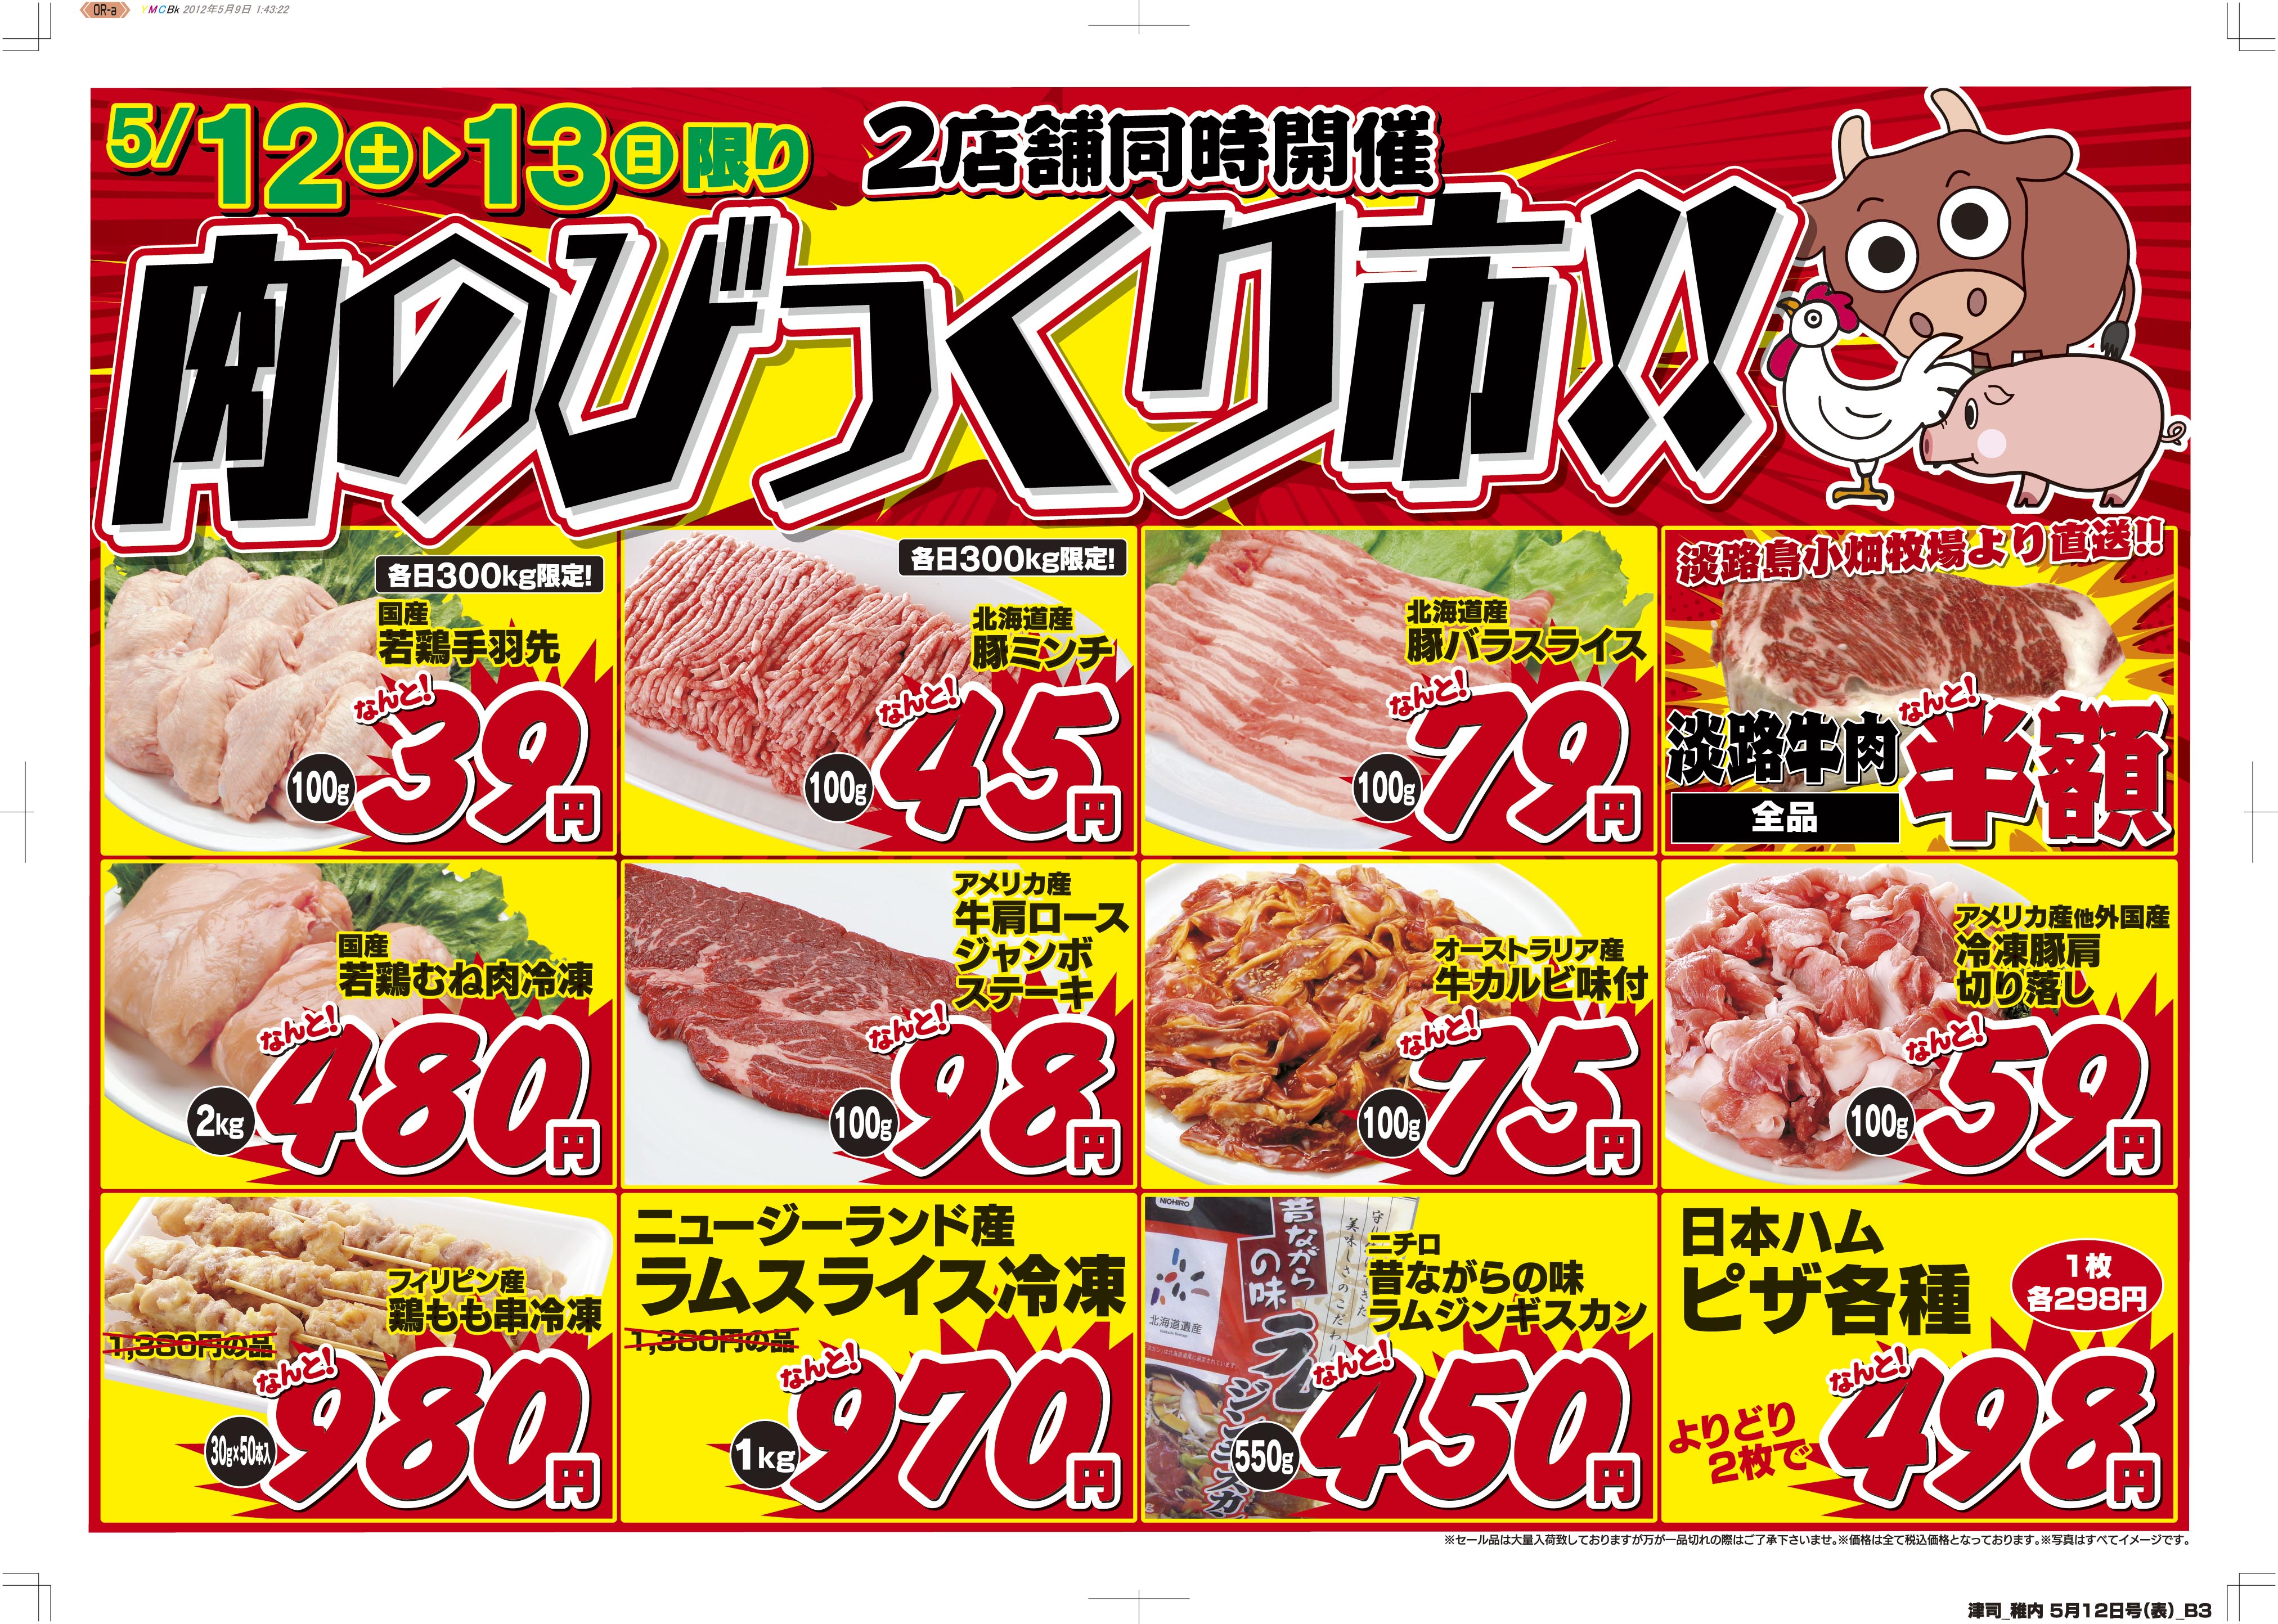 OR-a YMCBk 2012年5月9日 1:43:22
5/12土▶13日限り
2店舗同時開催
肉のびっくり市!!
各日300kg限定!
国産
若鶏手羽先
なんと!
100g
39円
各日300kg限定!
北海道産
豚ミンチ
なんと!
100g
45円
北海道産
豚バラスライス
なんと!
100g
79円
淡路島小畑牧場より直送!!
淡路牛肉
全品
なんと!
半額
国産
若鶏むね肉冷凍
なんと!
2kg
480円
アメリカ産
牛肩ロース
ジャンボ
ステーキ
なんと!
100g
98円
オーストラリア産
牛カルビ味付
なんと!
100g
75円
アメリカ産他外国産
冷凍豚肩
切り落し
なんと!
100g
59円
フィリピン産
鶏もも串冷凍
1,380円の品
なんと!
30g×50本入
980円
ニュージーランド産
ラムスライス冷凍
1,380円の品
なんと!
1kg
970円
NICHIRO
昔ながら
の味
北海道遺産
ニチロ
昔ながらの味
ラムジンギスカン
なんと!
550g
450円
日本ハム
ピザ各種
1枚
各298円
なんと!
よりどり
2枚で
498円
※セール品は大量入荷致しておりますが万が一品切れの際はご了承下さいませ。※価格は全て税込価格となっております。※写真はすべてイメージです。
津司_稚内 5月12日号(表)_B3